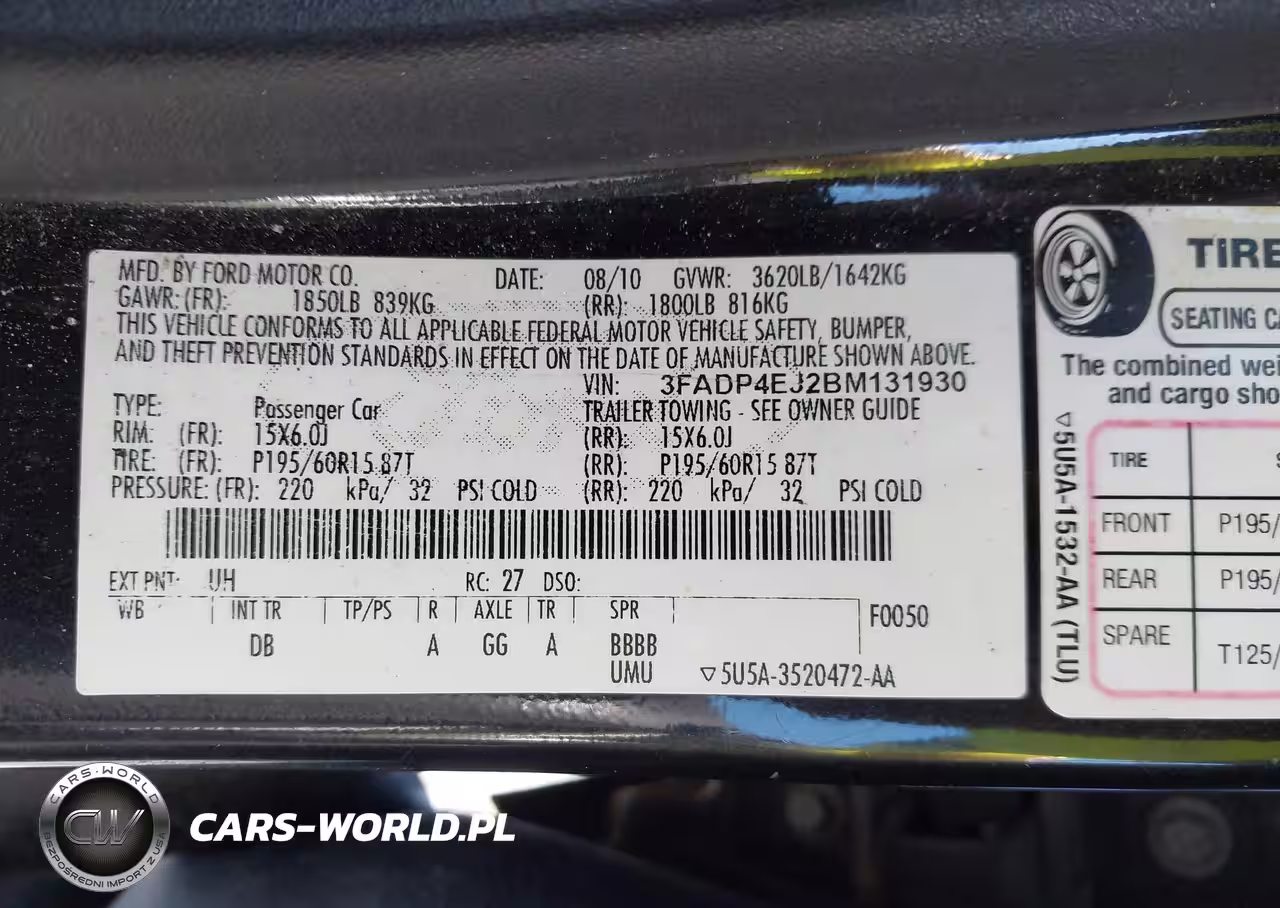 MFD. BY FORD MOTOR CO. DATE: 08/10 GVWR: 3620LB/1642KG
GAWR: (FR): 1850LB 839KG (RR): 1800LB 816KG
THIS VEHICLE CONFORMS TO ALL APPLICABLE FEDERAL MOTOR VEHICLE SAFETY, BUMPER,
AND THEFT PREVENTION STANDARDS IN EFFECT ON THE DATE OF MANUFACTURE SHOWN ABOVE.
VIN: 3FADP4EJ2BM131930
TYPE: Passenger Car TRAILER TOWING - SEE OWNER GUIDE
RIM: (FR): 15X6.0J (RR): 15X6.0J
TIRE: (FR): P195/60R15 87T (RR): P195/60R15 87T
PRESSURE: (FR): 220 kPa/ 32 PSI COLD (RR): 220 kPa/ 32 PSI COLD
EXT PNT: UH RC: 27 DSO:
WB INT TR TP/PS R AXLE TR SPR F0050
DB A GG A BBBB
UMU ▽5U5A-3520472-AA
TIRE
SEATING CA
The combined wei
and cargo sho
▽5U5A-1532-AA (TLU)
TIRE S
FRONT P195/
REAR P195/
SPARE T125/
CARS-WORLD
CW
BEZPOŚREDNI IMPORT Z USA
CARS-WORLD.PL